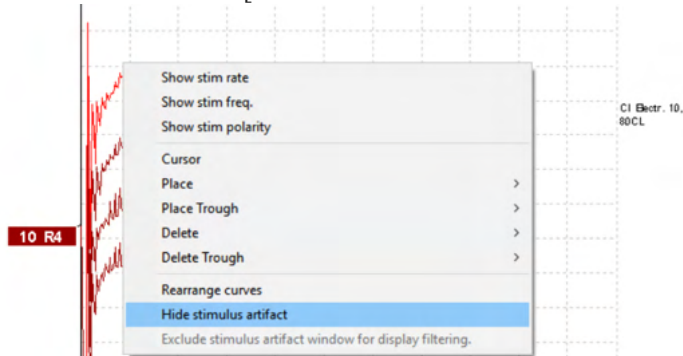 Show stim rate
Show stim freq.
Show stim polarity
CI Electr. 10,
80CL
Cursor
Place
Place Trough
10 R4
Delete
Delete Trough
Rearrange curves
Hide stimulus artifact
Exclude stimulus artifact window for display filtering.